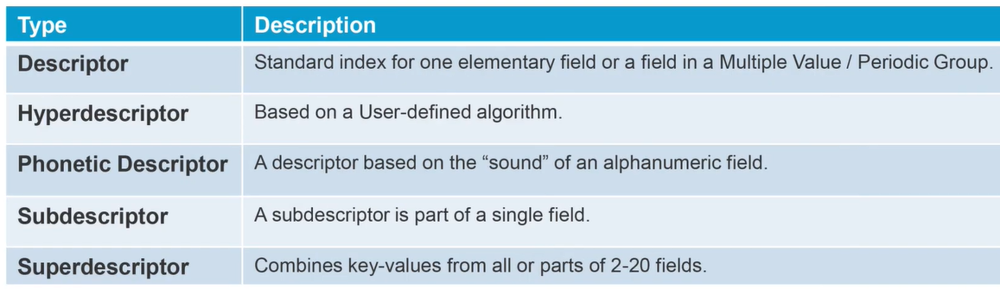 Type Description
Descriptor Standard index for one elementary field or a field in a Multiple Value / Periodic Group.
Hyperdescriptor Based on a User-defined algorithm.
Phonetic Descriptor A descriptor based on the “sound” of an alphanumeric field.
Subdescriptor A subdescriptor is part of a single field.
Superdescriptor Combines key-values from all or parts of 2-20 fields.